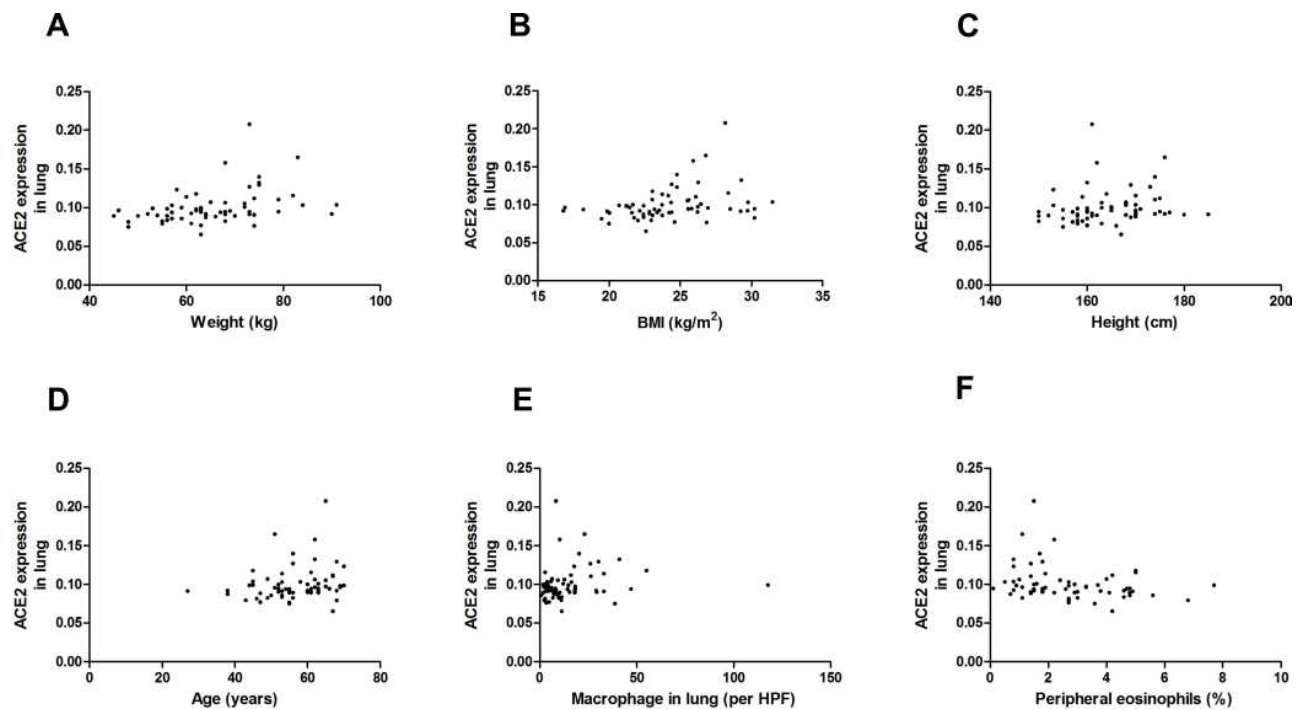 A
B
C
ACE2 expression
in lung
0.25
0.20
0.15
0.10
0.05
0.00
40
60
80
100
Weight (kg)
ACE2 expression
in lung
0.25
0.20
0.15
0.10
0.05
0.00
15
20
25
30
35
BMI (kg/m²)
ACE2 expression
in lung
0.25
0.20
0.15
0.10
0.05
0.00
140
160
180
200
Height (cm)
D
E
F
ACE2 expression
in lung
0.25
0.20
0.15
0.10
0.05
0.00
0
20
40
60
80
Age (years)
ACE2 expression
in lung
0.25
0.20
0.15
0.10
0.05
0.00
0
50
100
150
Macrophage in lung (per HPF)
ACE2 expression
in lung
0.25
0.20
0.15
0.10
0.05
0.00
0
2
4
6
8
10
Peripheral eosinophils (%)